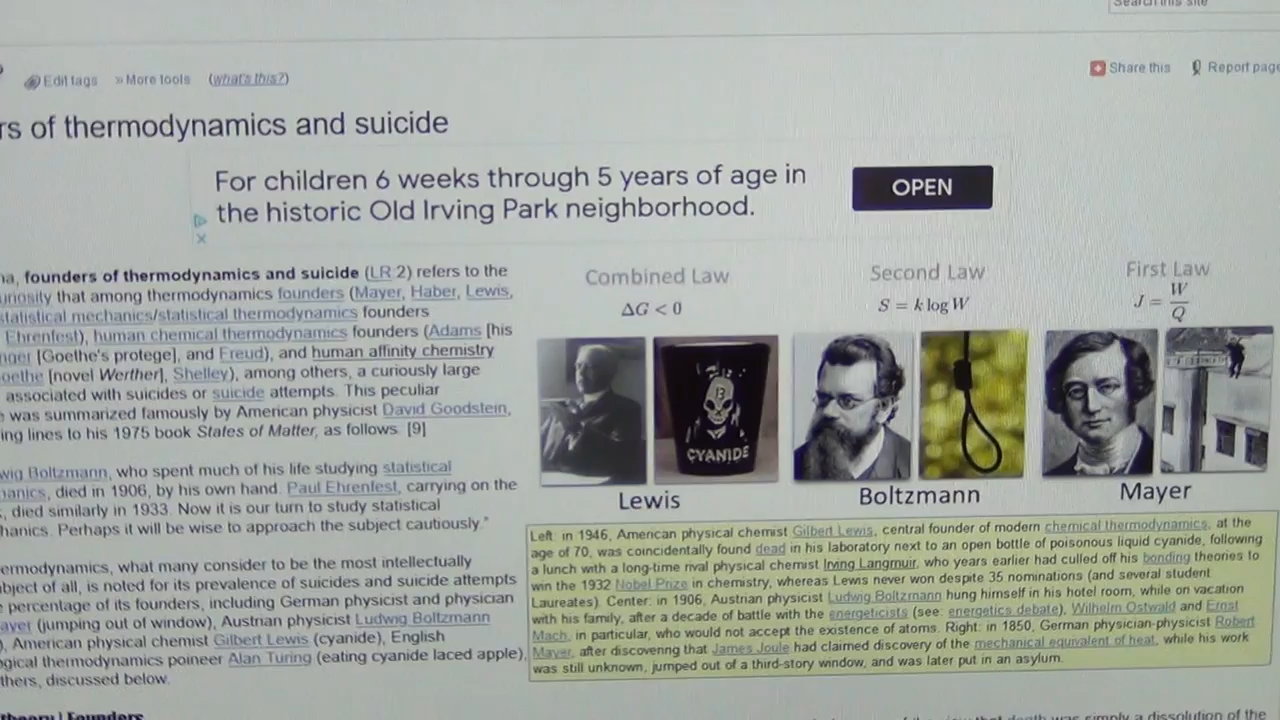 Search this site
Edit tags » More tools (what's this?)
Share this Report page
rs of thermodynamics and suicide
For children 6 weeks through 5 years of age in
the historic Old Irving Park neighborhood.
OPEN
na, founders of thermodynamics and suicide (LR:2) refers to the
uriosity that among thermodynamics founders (Mayer, Haber, Lewis,
statistical mechanics/statistical thermodynamics founders
Ehrenfest), human chemical thermodynamics founders (Adams [his
nger [Goethe's protege], and Freud), and human affinity chemistry
oethe [novel Werther], Shelley), among others, a curiously large
associated with suicides or suicide attempts. This peculiar
was summarized famously by American physicist David Goodstein,
ing lines to his 1975 book States of Matter, as follows: [9]
wig Boltzmann, who spent much of his life studying statistical
hanics, died in 1906, by his own hand. Paul Ehrenfest, carrying on the
, died similarly in 1933. Now it is our turn to study statistical
hanics. Perhaps it will be wise to approach the subject cautiously."
ermodynamics, what many consider to be the most intellectually
bject of all, is noted for its prevalence of suicides and suicide attempts
percentage of its founders, including German physicist and physician
ayer (jumping out of window), Austrian physicist Ludwig Boltzmann
), American physical chemist Gilbert Lewis (cyanide), English
ogical thermodynamics poineer Alan Turing (eating cyanide laced apple),
thers, discussed below.
Combined Law
ΔG < 0
Second Law
S = k log W
First Law
J = W/Q
CYANIDE
Lewis
Boltzmann
Mayer
Left: in 1946, American physical chemist Gilbert Lewis, central founder of modern chemical thermodynamics, at the
age of 70, was coincidentally found dead in his laboratory next to an open bottle of poisonous liquid cyanide, following
a lunch with a long-time rival physical chemist Irving Langmuir, who years earlier had culled off his bonding theories to
win the 1932 Nobel Prize in chemistry, whereas Lewis never won despite 35 nominations (and several student
Laureates). Center: in 1906, Austrian physicist Ludwig Boltzmann hung himself in his hotel room, while on vacation
with his family, after a decade of battle with the energeticists (see: energetics debate), Wilhelm Ostwald and Ernst
Mach, in particular, who would not accept the existence of atoms. Right: in 1850, German physician-physicist Robert
Mayer, after discovering that James Joule had claimed discovery of the mechanical equivalent of heat, while his work
was still unknown, jumped out of a third-story window, and was later put in an asylum.
theory | Founders
of the view that death was simply a dissolution of the